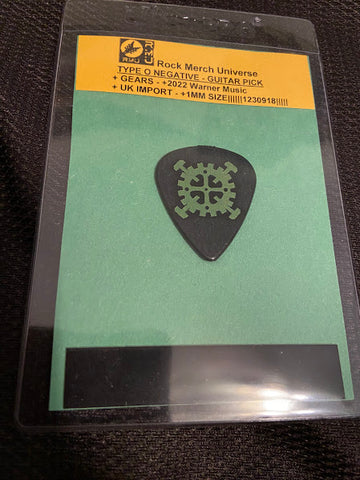 RMU
Rock Merch Universe
TYPE O NEGATIVE - GUITAR PICK
+ GEARS - +2022 Warner Music
+ UK IMPORT - +1MM SIZE||||||1230918|||||